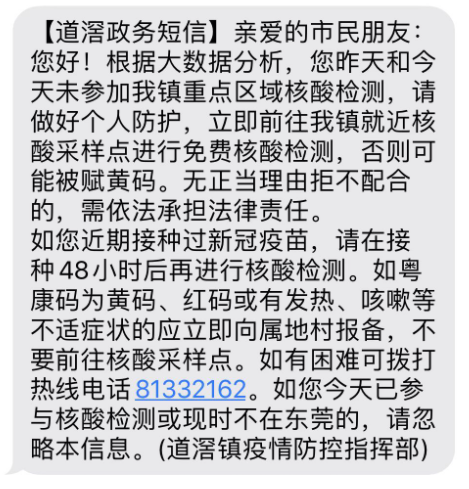 【道滘政务短信】亲爱的市民朋友：
您好！根据大数据分析，您昨天和今
天未参加我镇重点区域核酸检测，请
做好个人防护，立即前往我镇就近核
酸采样点进行免费核酸检测，否则可
能被赋黄码。无正当理由拒不配合
的，需依法承担法律责任。
如您近期接种过新冠疫苗，请在接
种48小时后再进行核酸检测。如粤
康码为黄码、红码或有发热、咳嗽等
不适症状的应立即向属地村报备，不
要前往核酸采样点。如有困难可拨打
热线电话81332162。如您今天已参
与核酸检测或现时不在东莞的，请忽
略本信息。(道滘镇疫情防控指挥部)